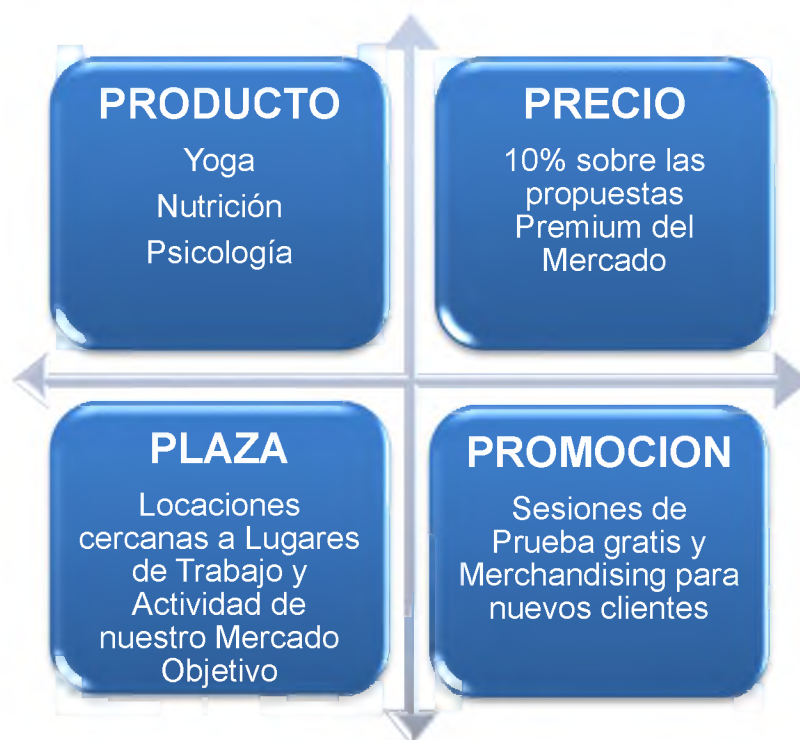 PRODUCTO
Yoga
Nutrición
Psicología
PRECIO
10% sobre las
propuestas
Premium del
Mercado
PLAZA
Locaciones
cercanas a Lugares
de Trabajo y
Actividad de
nuestro Mercado
Objetivo
PROMOCION
Sesiones de
Prueba gratis y
Merchandising para
nuevos clientes